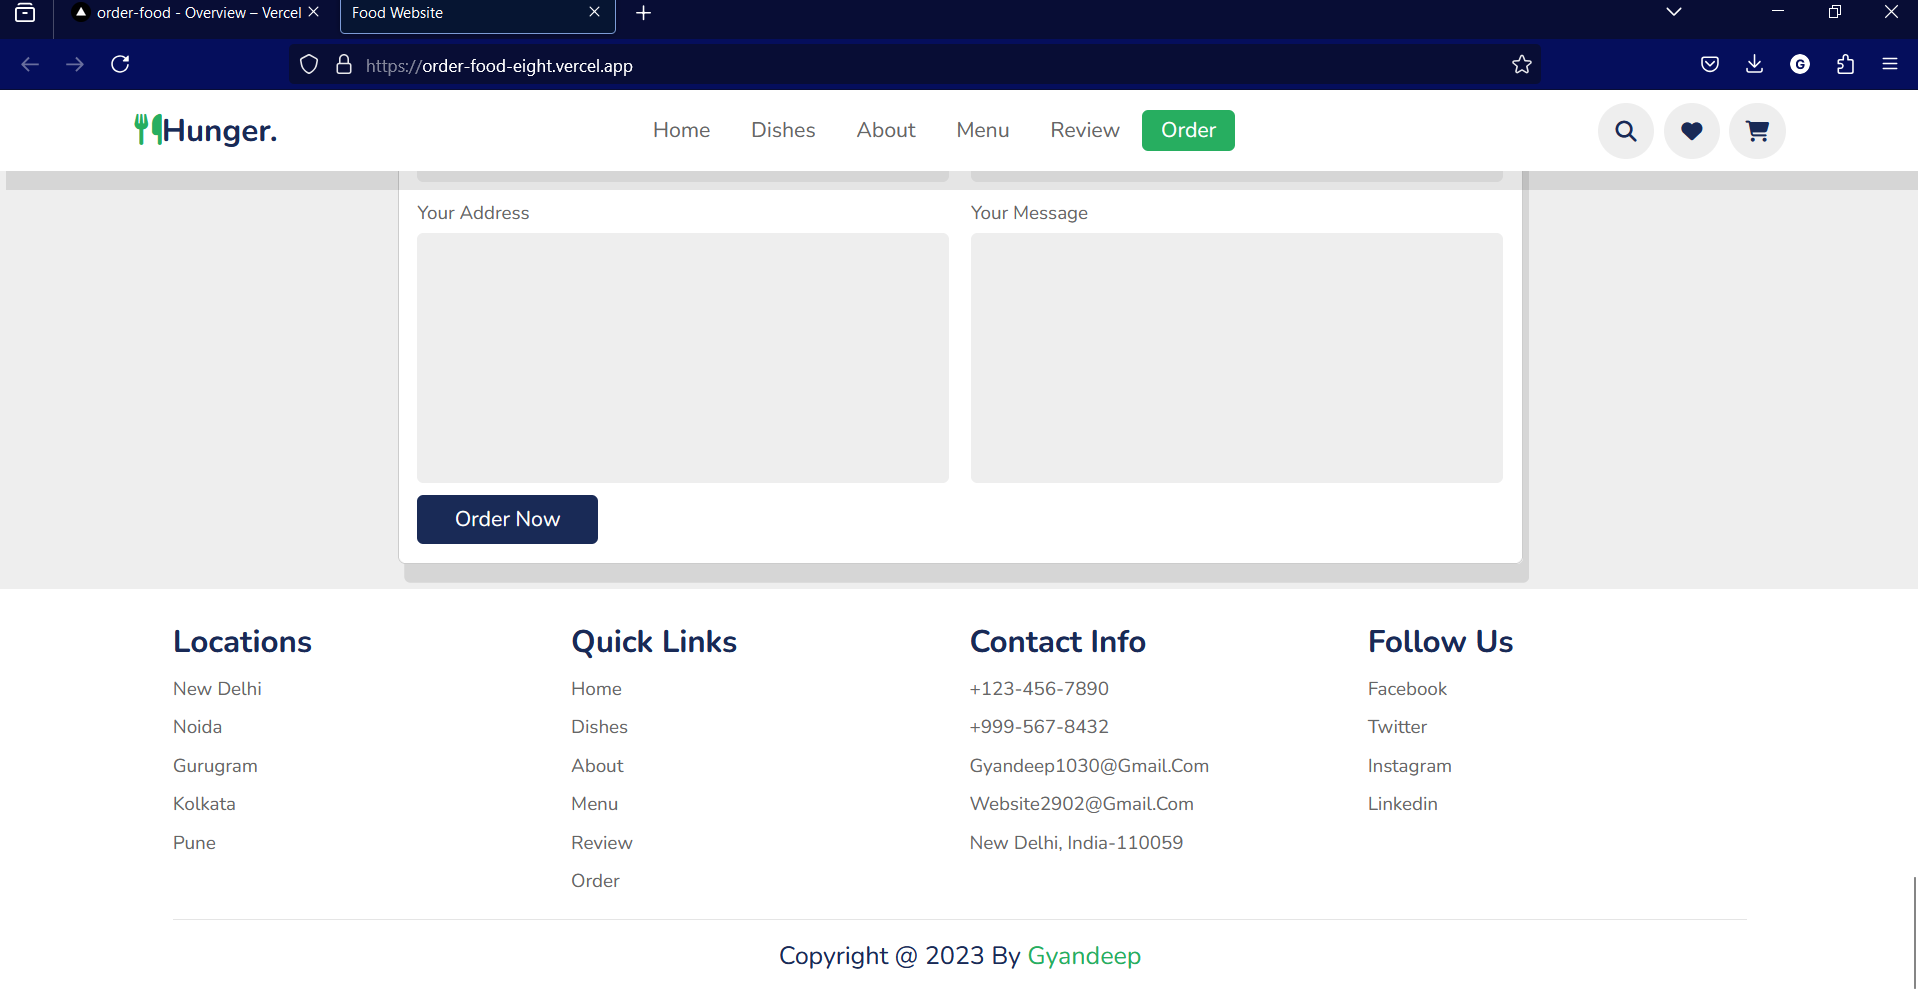 order-food - Overview – Vercel
Food Website
https://order-food-eight.vercel.app
G
Hunger.
Home Dishes About Menu Review Order
Your Address
Your Message
Order Now
Locations
New Delhi
Noida
Gurugram
Kolkata
Pune
Quick Links
Home
Dishes
About
Menu
Review
Order
Contact Info
+123-456-7890
+999-567-8432
Gyandeep1030@Gmail.Com
Website2902@Gmail.Com
New Delhi, India-110059
Follow Us
Facebook
Twitter
Instagram
Linkedin
Copyright @ 2023 By Gyandeep